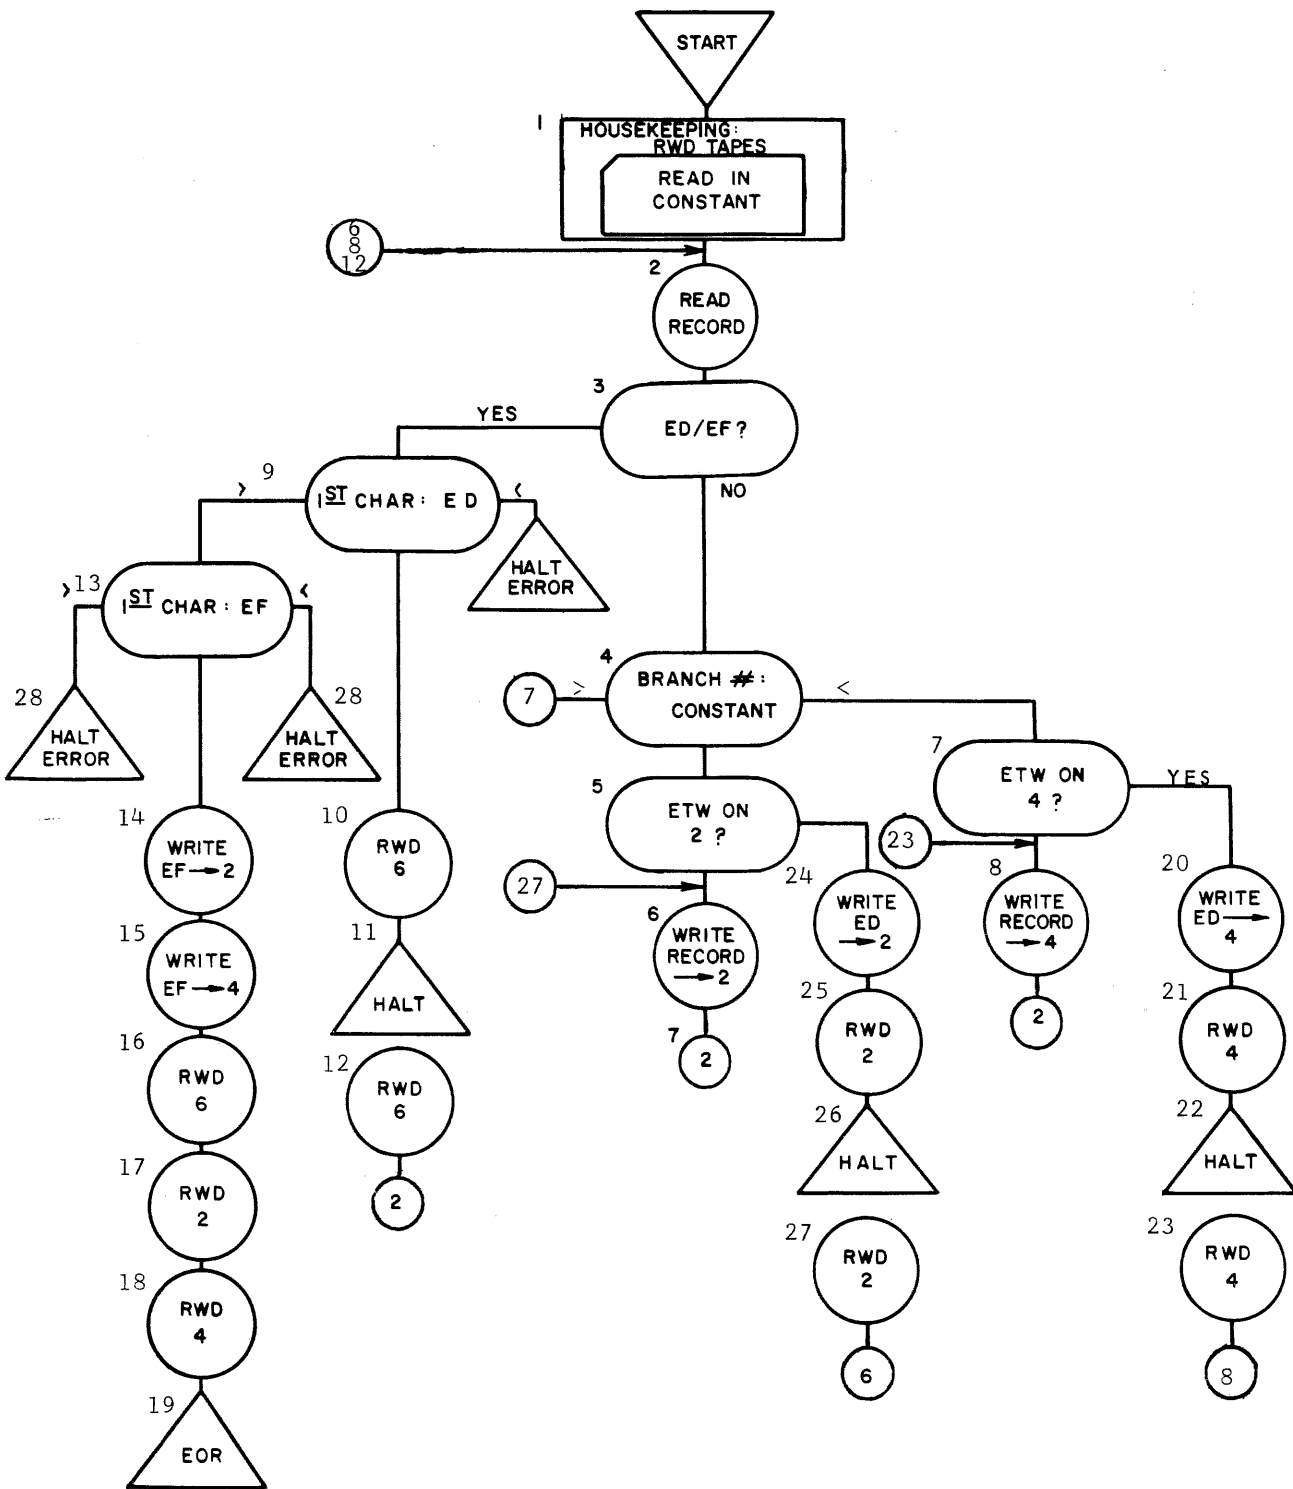 START
1
HOUSEKEEPING:
RWD TAPES
READ IN
CONSTANT
6
8
12
2
READ
RECORD
3
ED/EF?
YES
NO
9
>
1ST CHAR: ED
<
HALT
ERROR
>
13
1ST CHAR: EF
<
28
HALT
ERROR
28
HALT
ERROR
4
BRANCH #:
CONSTANT
7
>
<
5
ETW ON
2 ?
7
ETW ON
4 ?
YES
14
WRITE
EF→2
10
RWD
6
27
23
6
WRITE
RECORD
→2
24
WRITE
ED
→2
8
WRITE
RECORD
→4
20
WRITE
ED→
4
15
WRITE
EF→4
11
HALT
25
RWD
2
2
21
RWD
4
7
2
16
RWD
6
12
RWD
6
26
HALT
22
HALT
17
RWD
2
2
27
RWD
2
23
RWD
4
18
RWD
4
6
8
19
EOR